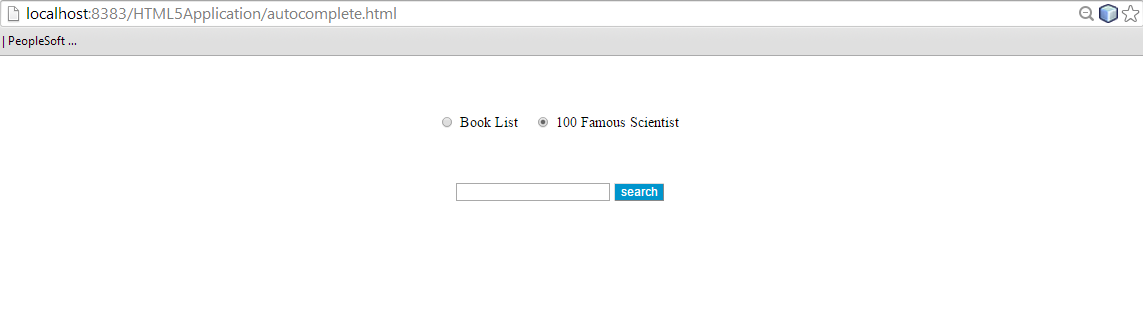 localhost:8383/HTML5Application/autocomplete.html
| PeopleSoft ...
Book List 100 Famous Scientist
search